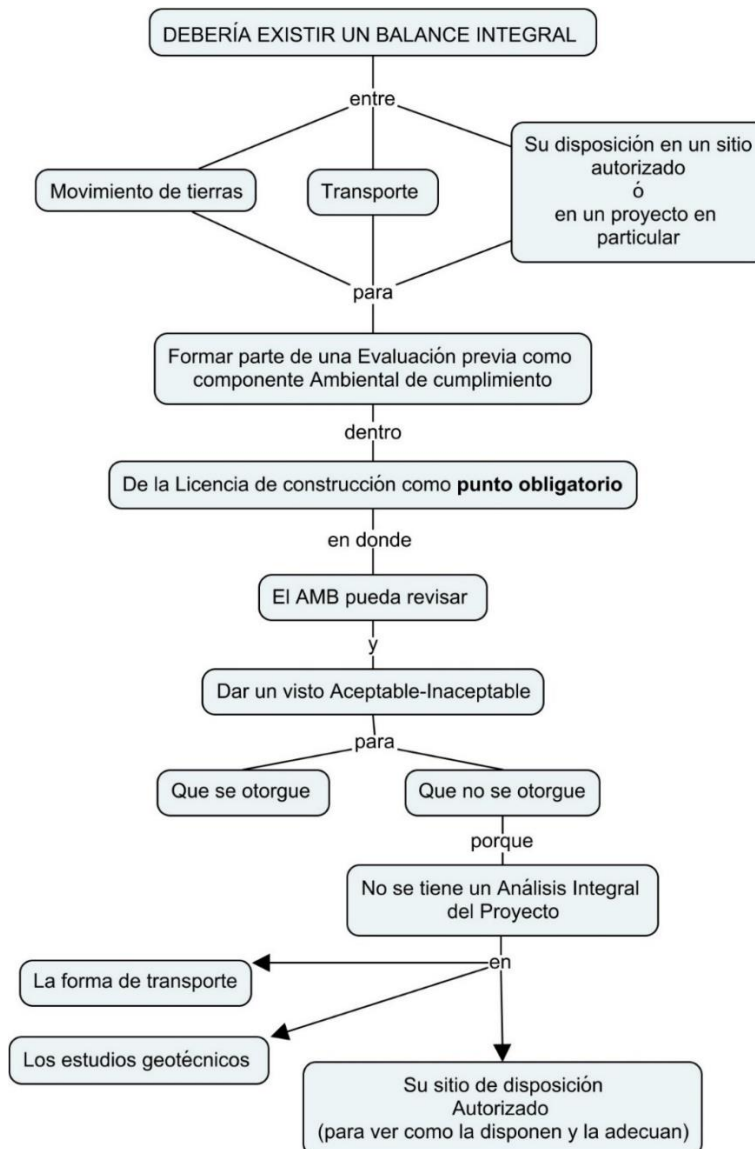 DEBERÍA EXISTIR UN BALANCE INTEGRAL
entre
Movimiento de tierras
Transporte
Su disposición en un sitio
autorizado
ó
en un proyecto en
particular
para
Formar parte de una Evaluación previa como
componente Ambiental de cumplimiento
dentro
De la Licencia de construcción como punto obligatorio
en donde
El AMB pueda revisar
y
Dar un visto Aceptable-Inaceptable
para
Que se otorgue
Que no se otorgue
porque
No se tiene un Análisis Integral
del Proyecto
en
La forma de transporte
Los estudios geotécnicos
Su sitio de disposición
Autorizado
(para ver como la disponen y la adecuan)